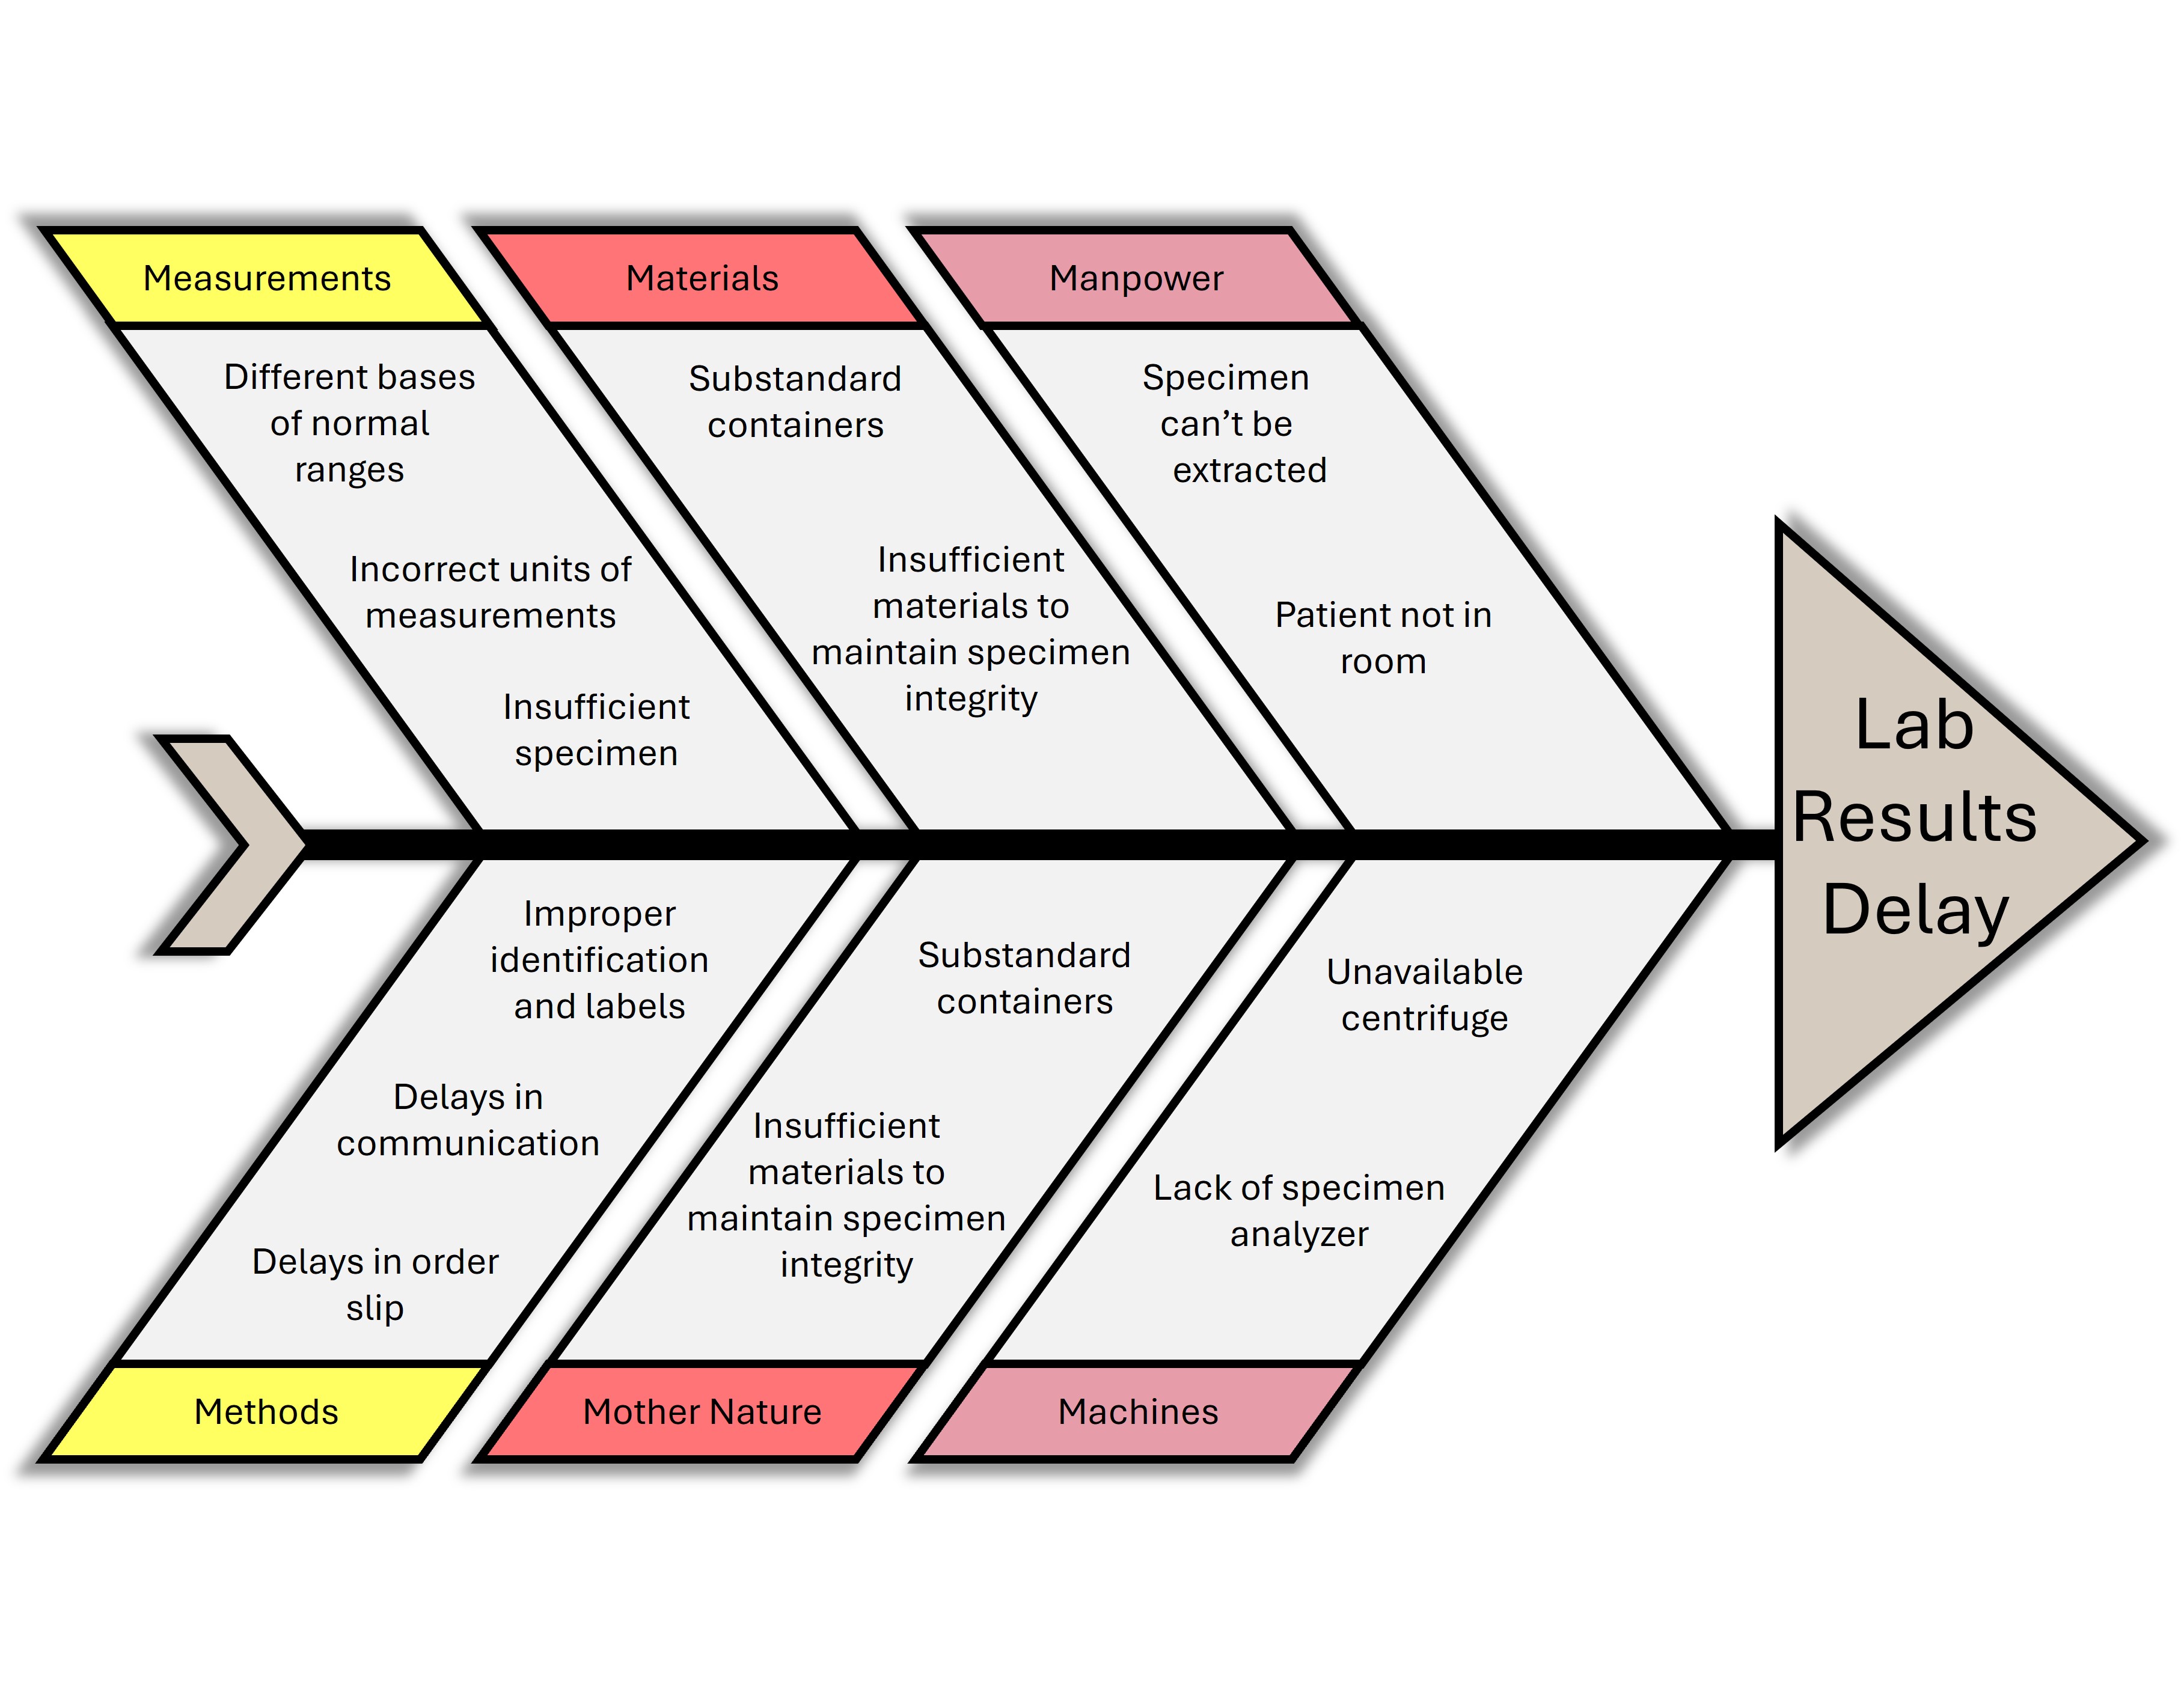 Measurements
Materials
Manpower
Different bases
of normal
ranges
Incorrect units of
measurements
Insufficient
specimen
Substandard
containers
Insufficient
materials to
maintain specimen
integrity
Specimen
can’t be
extracted
Patient not in
room
Lab
Results
Delay
Improper
identification
and labels
Delays in
communication
Delays in order
slip
Substandard
containers
Insufficient
materials to
maintain specimen
integrity
Unavailable
centrifuge
Lack of specimen
analyzer
Methods
Mother Nature
Machines